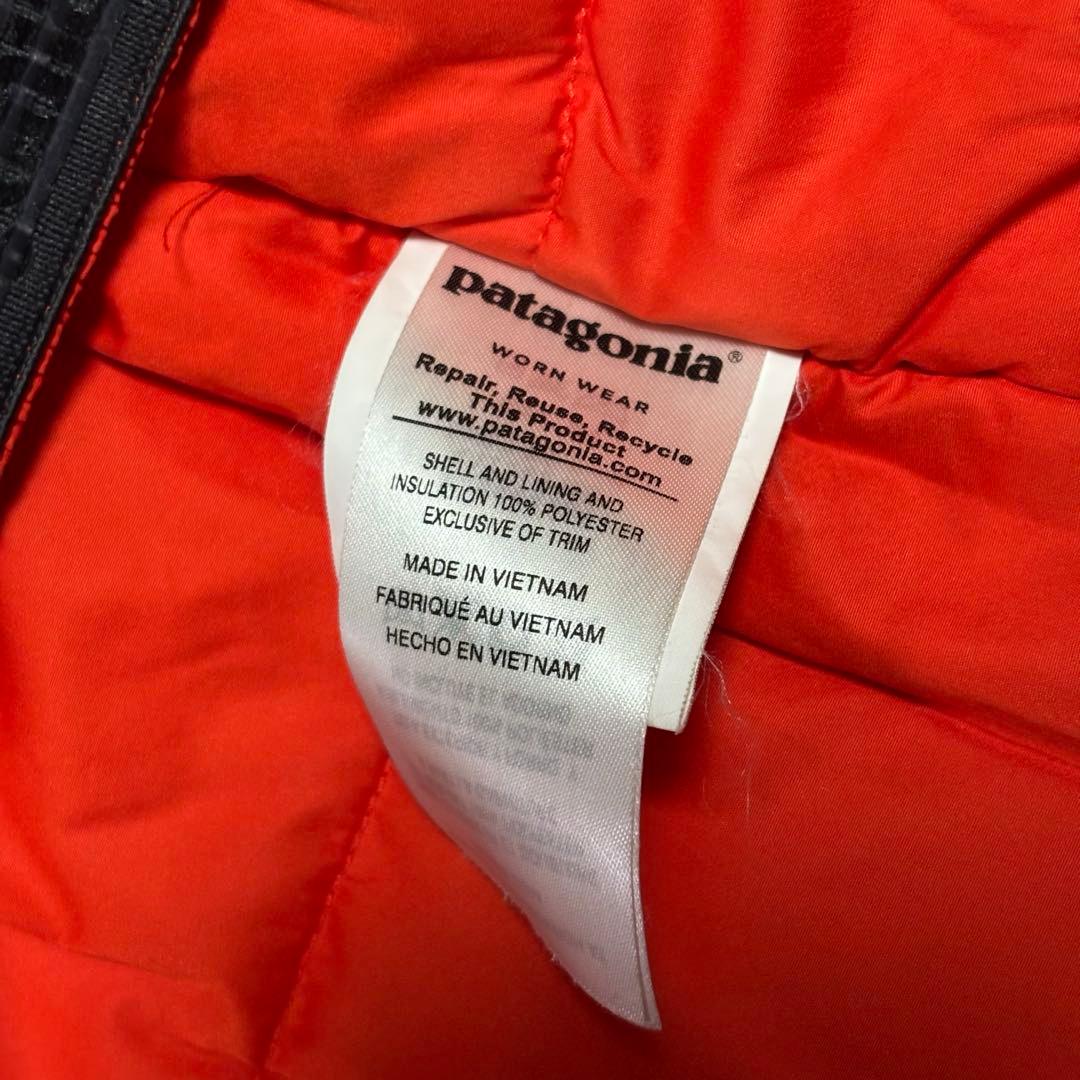 patagonia®
WORN WEAR
Repair, Reuse, Recycle
This Product
www.patagonia.com
SHELL AND LINING AND
INSULATION 100% POLYESTER
EXCLUSIVE OF TRIM
MADE IN VIETNAM
FABRIQUÉ AU VIETNAM
HECHO EN VIETNAM